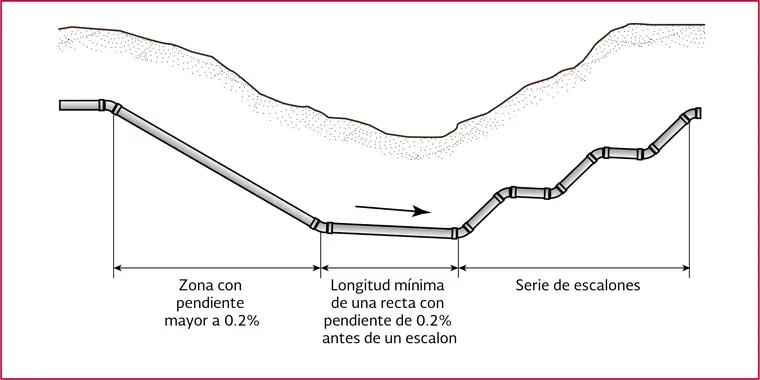 Zona con
pendiente
mayor a 0.2%
Longitud mínima
de una recta con
pendiente de 0.2%
antes de un escalon
Serie de escalones